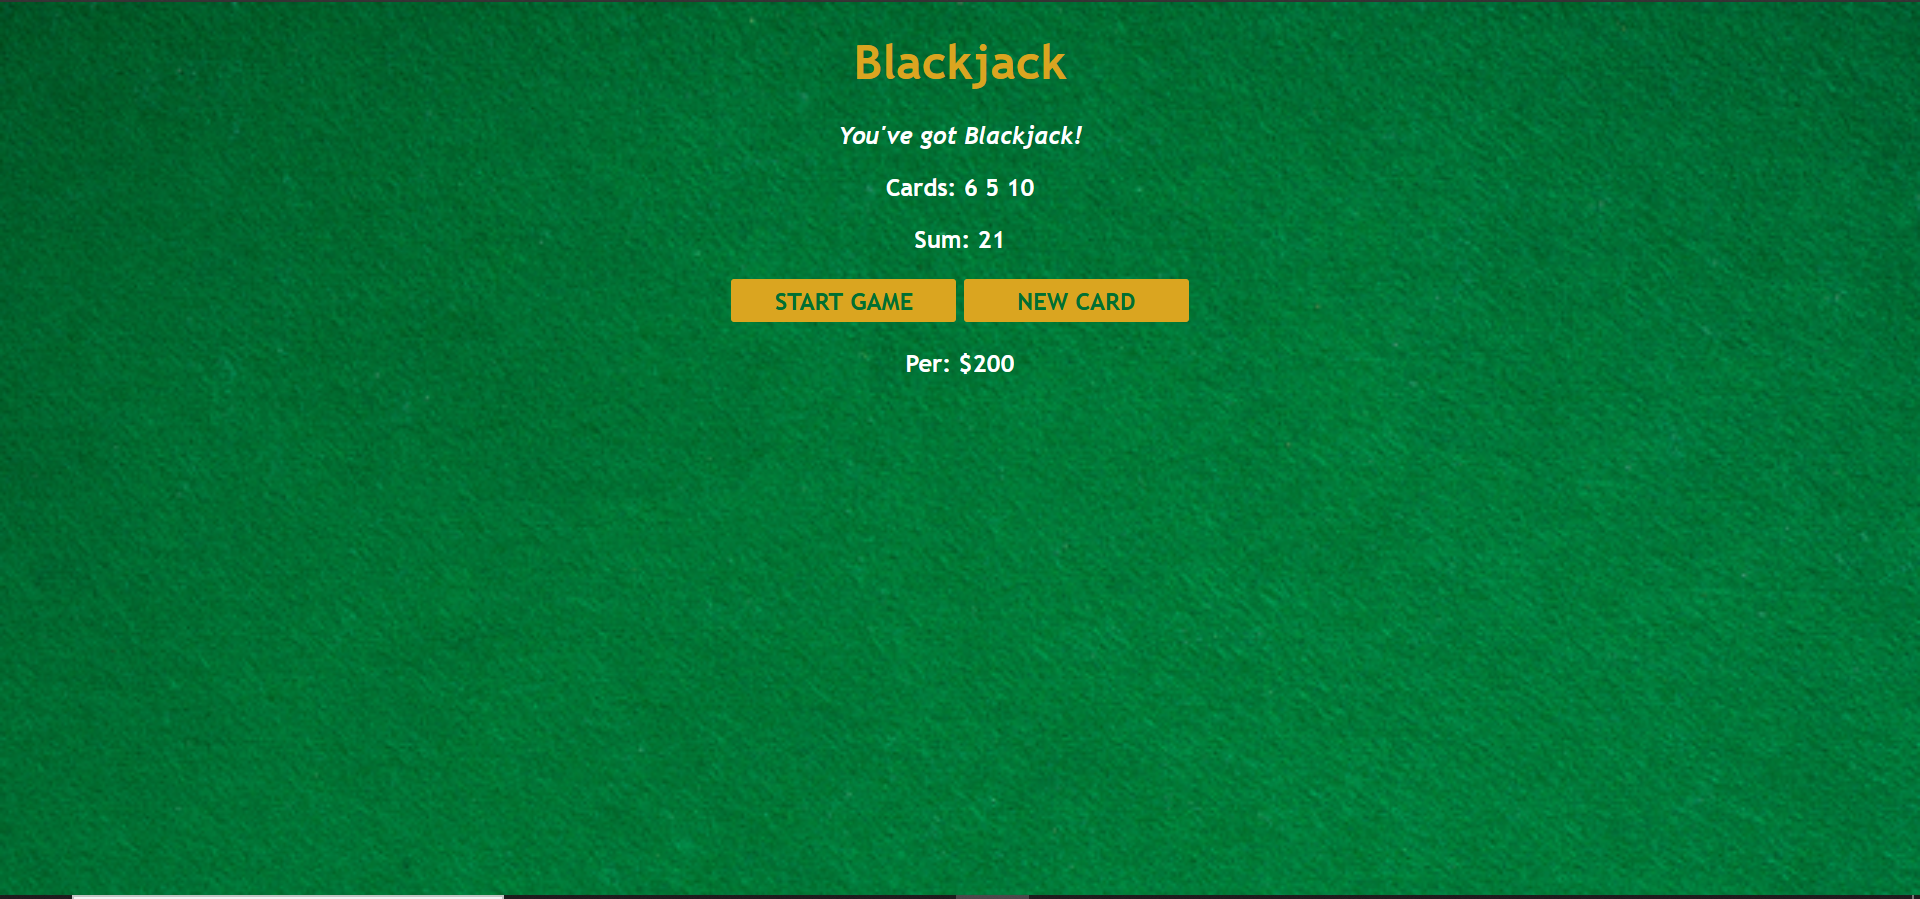 Blackjack
You've got Blackjack!
Cards: 6 5 10
Sum: 21
START GAME NEW CARD
Per: $200